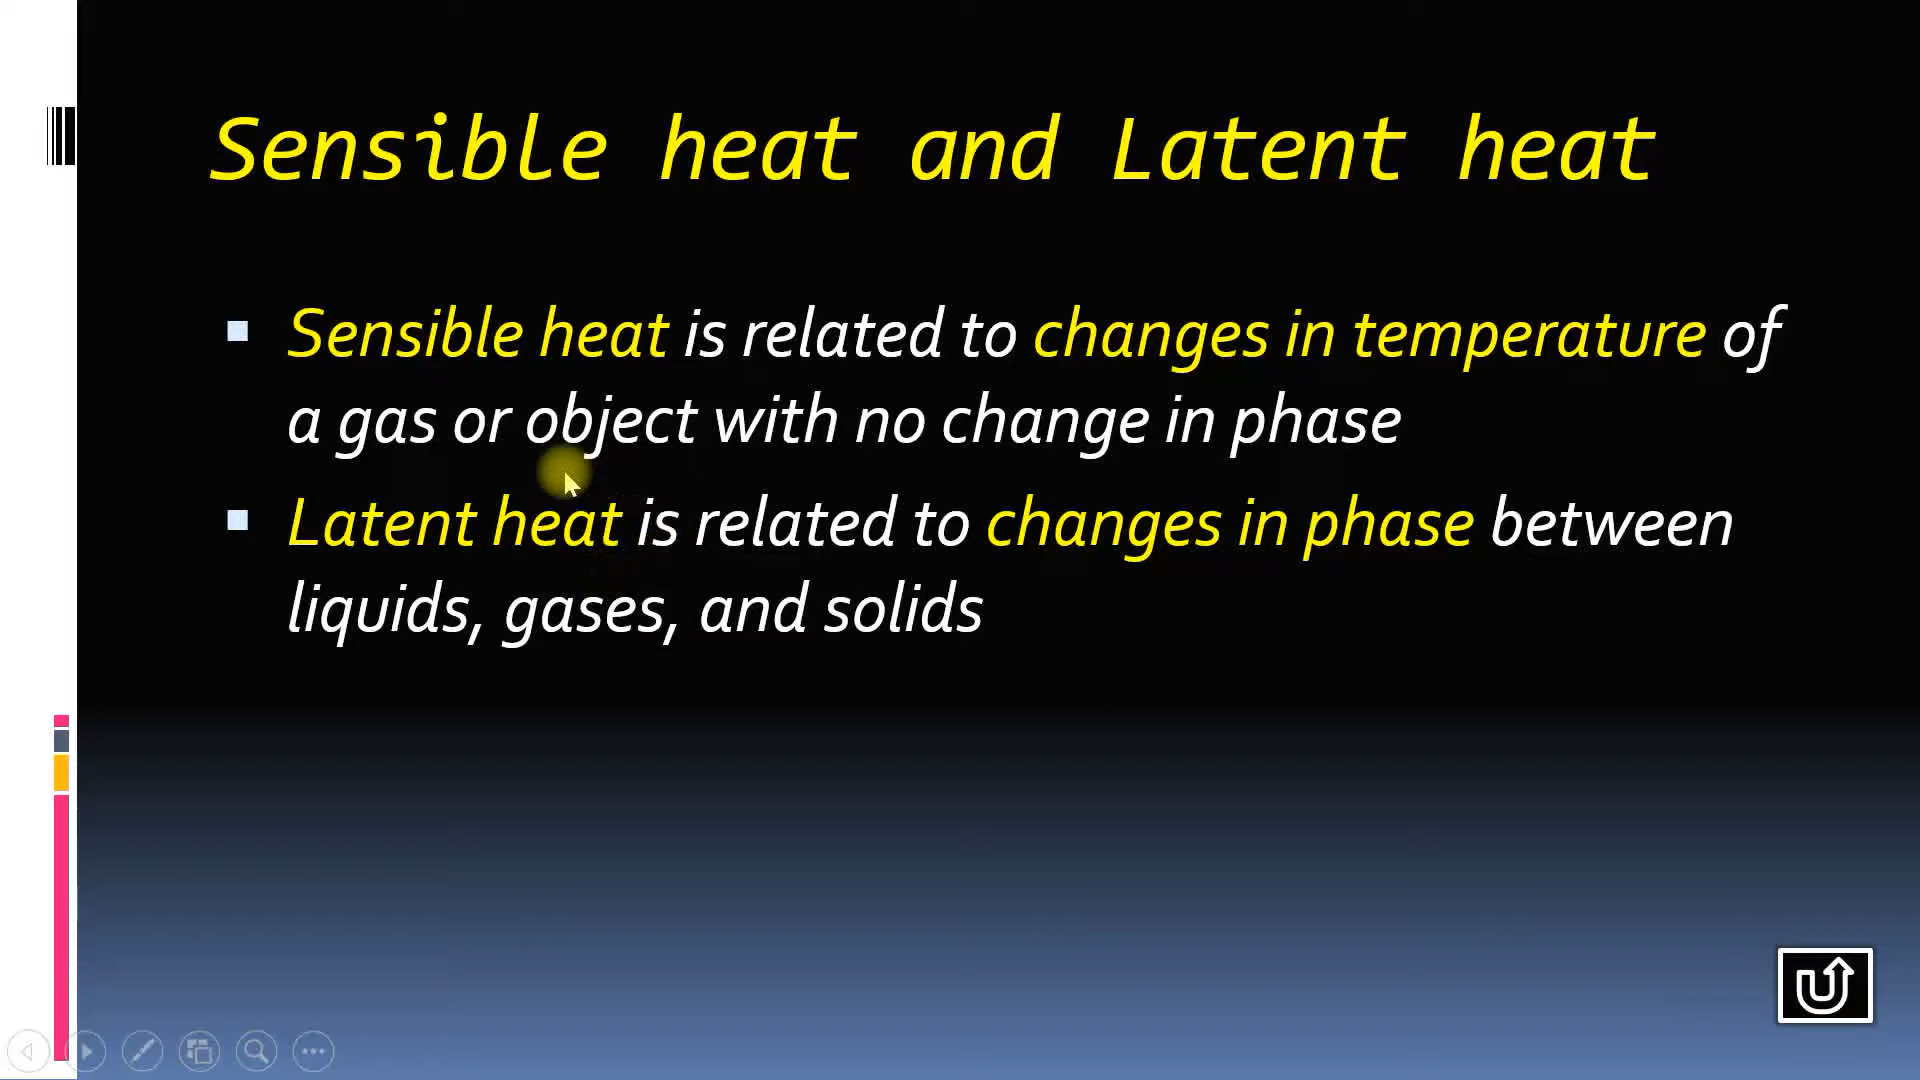 Sensible heat and Latent heat
Sensible heat is related to changes in temperature of
a gas or object with no change in phase
Latent heat is related to changes in phase between
liquids, gases, and solids